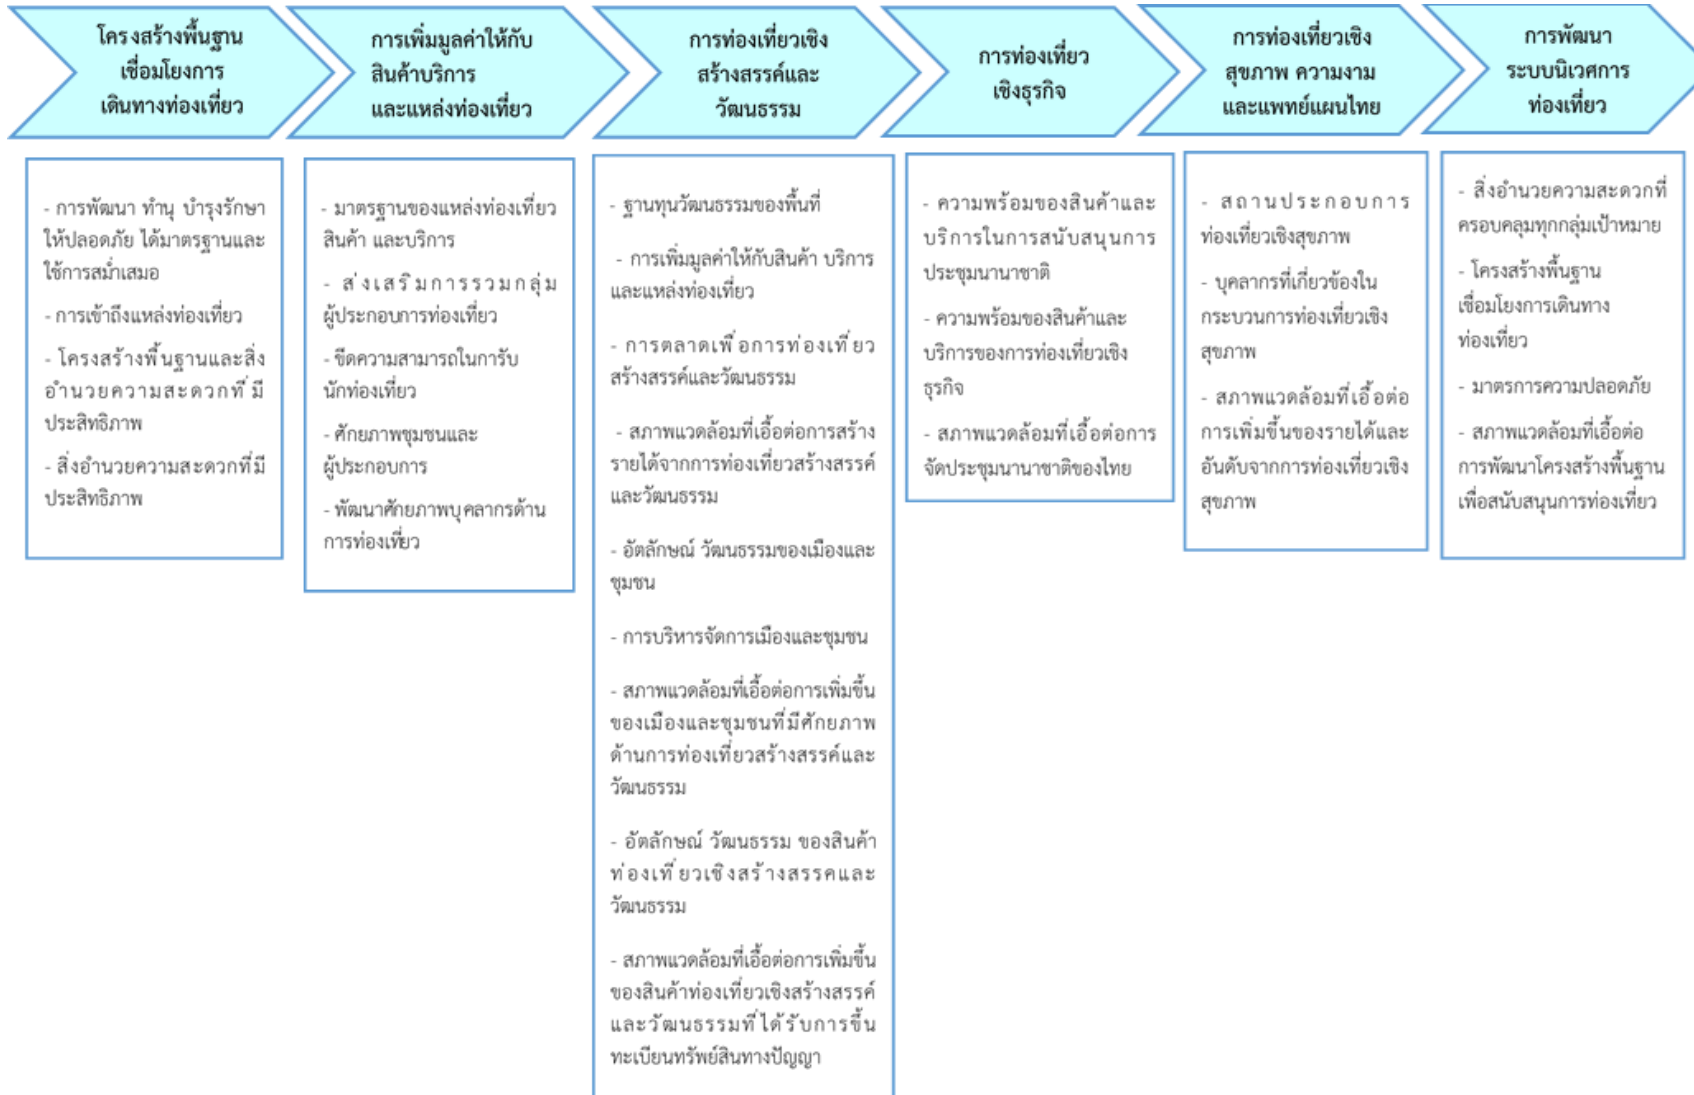 โครงสร้างพื้นฐาน
เชื่อมโยงการ
เดินทางท่องเที่ยว
การเพิ่มมูลค่าให้กับ
สินค้าบริการ
และแหล่งท่องเที่ยว
การท่องเที่ยวเชิง
สร้างสรรค์และ
วัฒนธรรม
การท่องเที่ยว
เชิงธุรกิจ
การท่องเที่ยวเชิง
สุขภาพ ความงาม
และแพทย์แผนไทย
การพัฒนา
ระบบนิเวศการ
ท่องเที่ยว
- การพัฒนา ทำนุ บำรุงรักษา
ให้ปลอดภัย ได้มาตรฐานและ
ใช้การสม่ำเสมอ
- การเข้าถึงแหล่งท่องเที่ยว
- โครงสร้างพื้นฐานและสิ่ง
อำนวยความสะดวกที่มี
ประสิทธิภาพ
- สิ่งอำนวยความสะดวกที่มี
ประสิทธิภาพ
- มาตรฐานของแหล่งท่องเที่ยว
สินค้า และบริการ
- ส่งเสริมการรวมกลุ่ม
ผู้ประกอบการท่องเที่ยว
- ขีดความสามารถในการับ
นักท่องเที่ยว
- ศักยภาพชุมชนและ
ผู้ประกอบการ
- พัฒนาศักยภาพบุคลากรด้าน
การท่องเที่ยว
- ฐานทุนวัฒนธรรมของพื้นที่
- การเพิ่มมูลค่าให้กับสินค้า บริการ
และแหล่งท่องเที่ยว
- การตลาดเพื่อการท่องเที่ยว
สร้างสรรค์และวัฒนธรรม
- สภาพแวดล้อมที่เอื้อต่อการสร้าง
รายได้จากการท่องเที่ยวสร้างสรรค์
และวัฒนธรรม
- อัตลักษณ์ วัฒนธรรมของเมืองและ
ชุมชน
- การบริหารจัดการเมืองและชุมชน
- สภาพแวดล้อมที่เอื้อต่อการเพิ่มขึ้น
ของเมืองและชุมชนที่มีศักยภาพ
ด้านการท่องเที่ยวสร้างสรรค์และ
วัฒนธรรม
- อัตลักษณ์ วัฒนธรรม ของสินค้า
ท่องเที่ยวเชิงสร้างสรรคและ
วัฒนธรรม
- สภาพแวดล้อมที่เอื้อต่อการเพิ่มขึ้น
ของสินค้าท่องเที่ยวเชิงสร้างสรรค์
และวัฒนธรรมที่ได้รับการขึ้น
ทะเบียนทรัพย์สินทางปัญญา
- ความพร้อมของสินค้าและ
บริการในการสนับสนุนการ
ประชุมนานาชาติ
- ความพร้อมของสินค้าและ
บริการของการท่องเที่ยวเชิง
ธุรกิจ
- สภาพแวดล้อมที่เอื้อต่อการ
จัดประชุมนานาชาติของไทย
- สถานประกอบการ
ท่องเที่ยวเชิงสุขภาพ
- บุคลากรที่เกี่ยวข้องใน
กระบวนการท่องเที่ยวเชิง
สุขภาพ
- สภาพแวดล้อมที่เอื้อต่อ
การเพิ่มขึ้นของรายได้และ
อันดับจากการท่องเที่ยวเชิง
สุขภาพ
- สิ่งอำนวยความสะดวกที่
ครอบคลุมทุกกลุ่มเป้าหมาย
- โครงสร้างพื้นฐาน
เชื่อมโยงการเดินทาง
ท่องเที่ยว
- มาตรการความปลอดภัย
- สภาพแวดล้อมที่เอื้อต่อ
การพัฒนาโครงสร้างพื้นฐาน
เพื่อสนับสนุนการท่องเที่ยว